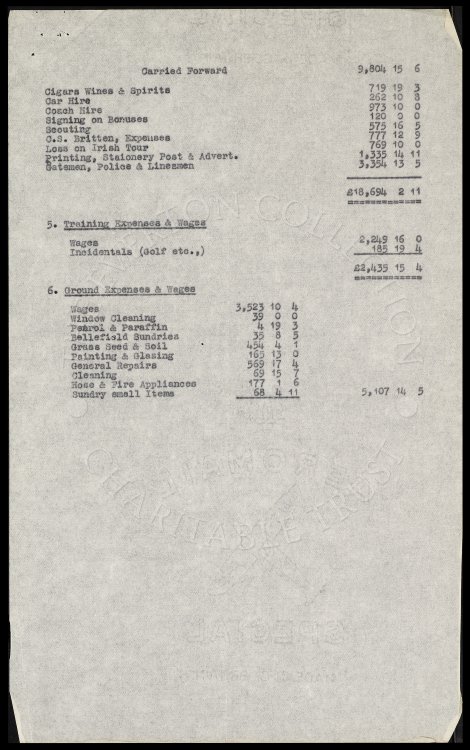 Carried Forward 9,804 15 6
Cigars Wines & Spirits 719 19 3
Car Hire 262 10 8
Coach Hire 973 10 0
Signing on Bonuses 120 0 0
Scouting 575 16 5
C.S. Britten, Expenses 777 12 9
Loss on Irish Tour 769 10 0
Printing, Staionery Post & Advert. 1,335 14 11
Gatemen, Police & Linesmen 3,354 13 5
£18,694 2 11
5. Training Expenses & Wages
Wages 2,249 16 0
Incidentals (Golf etc.,) 185 19 4
£2,435 15 4
6. Ground Expenses & Wages
Wages 3,523 10 4
Window Cleaning 39 0 0
Petrol & Paraffin 4 19 3
Bellefield Sundries 35 8 5
Grass Seed & Soil 454 4 1
Painting & Glazing 165 13 0
General Repairs 569 17 4
Cleaning 69 15 7
Hose & Fire Appliances 177 1 6
Sundry small Items 68 4 11 5,107 14 5
COLLECTION
CHARITABLE TRUST
SPECIAL